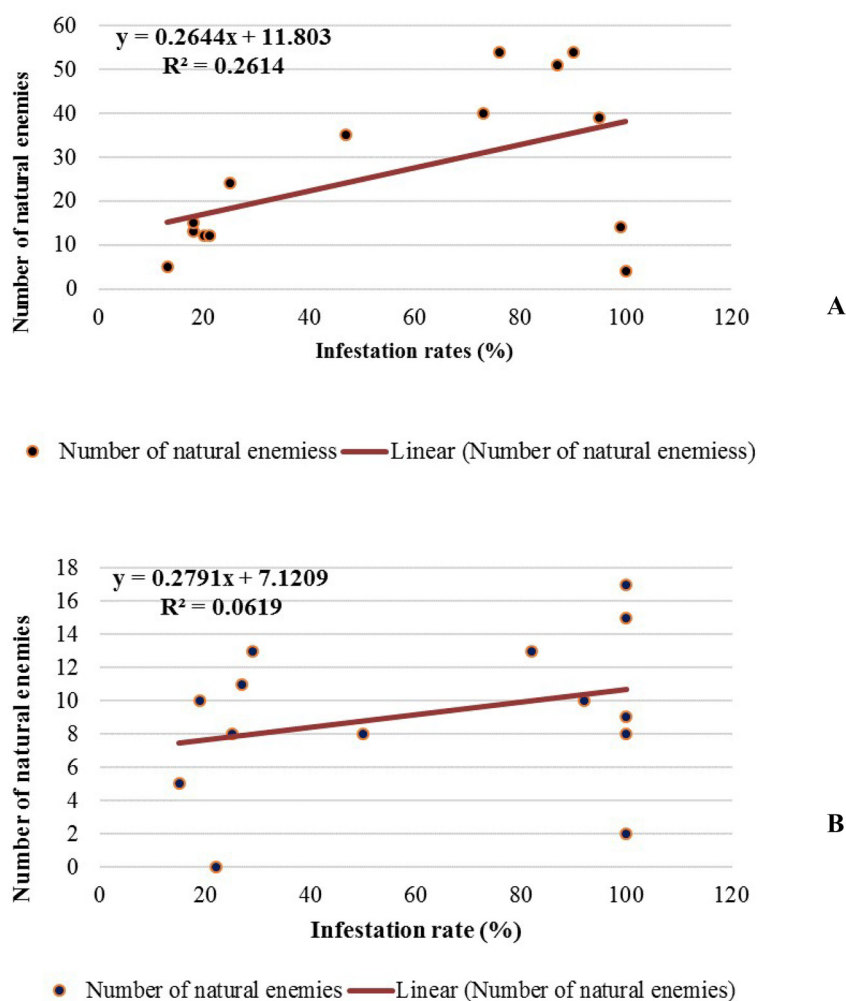 60
50
40
30
20
10
0
y = 0.2644x + 11.803
R² = 0.2614
Number of natural enemies
0 20 40 60 80 100 120
Infestation rates (%)
A
Number of natural enemiess Linear (Number of natural enemiess)
18
16
14
12
10
8
6
4
2
0
y = 0.2791x + 7.1209
R² = 0.0619
Number of natural enemies
0 20 40 60 80 100 120
Infestation rate (%)
B
Number of natural enemies Linear (Number of natural enemies)